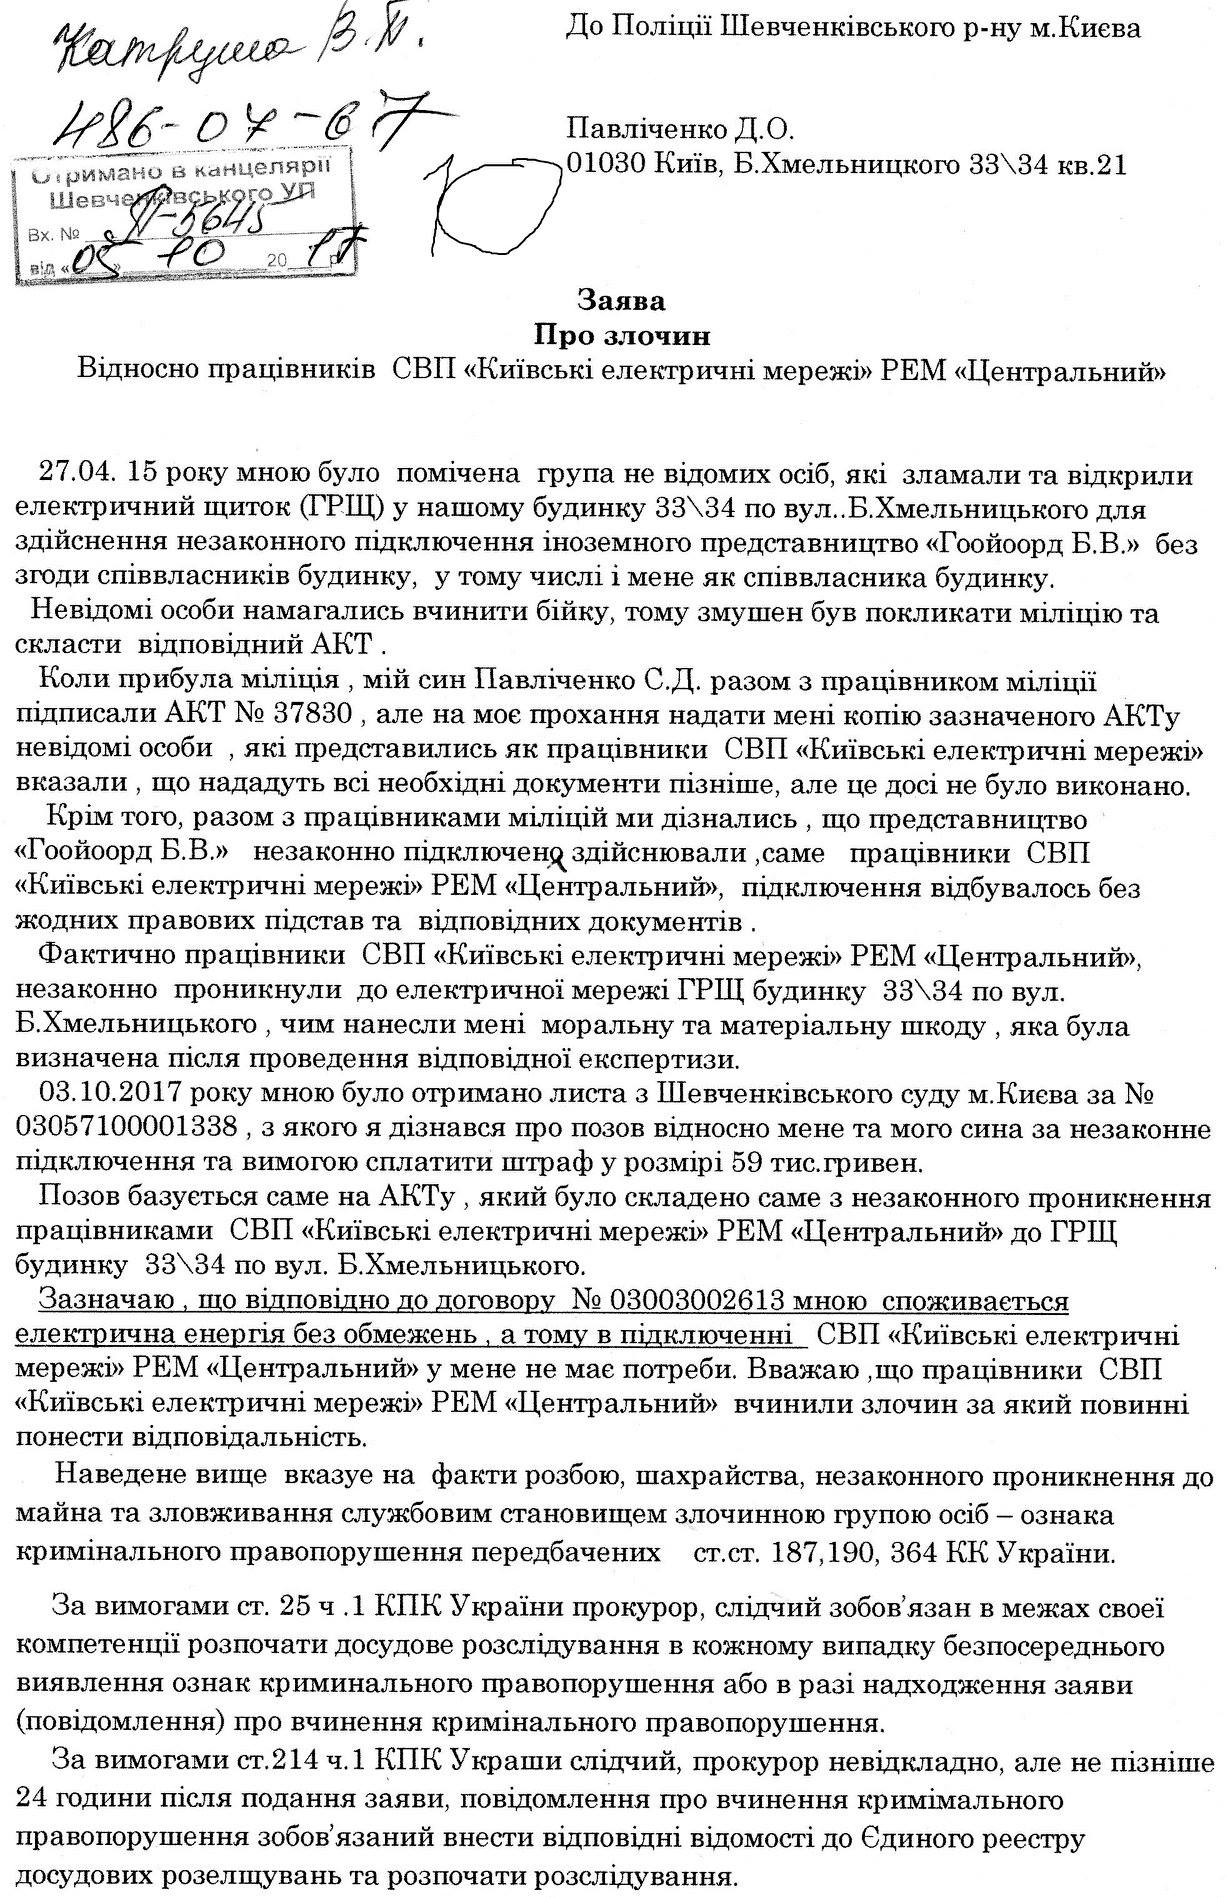 Катруша В.П.
До Поліції Шевченківського р-ну м.Києва
486-07-67
Павліченко Д.О.
01030 Київ, Б.Хмельницкого 33\34 кв.21
Отримано в канцелярії
Шевченківського УП
Вх. № П-5645
від «05» 10 20 17 р.
Заява
Про злочин
Відносно працівників СВП «Київські електричні мережі» РЕМ «Центральний»
27.04. 15 року мною було помічена група не відомих осіб, які зламали та відкрили
електричний щиток (ГРЩ) у нашому будинку 33\34 по вул..Б.Хмельницького для
здійснення незаконного підключення іноземного представництво «Гоойоорд Б.В.» без
згоди співвласників будинку, у тому числі і мене як співвласника будинку.
Невідомі особи намагались вчинити бійку, тому змушен був покликати міліцію та
скласти відповідний АКТ .
Коли прибула міліція , мій син Павліченко С.Д. разом з працівником міліції
підписали АКТ № 37830 , але на моє прохання надати мені копію зазначеного АКТу
невідомі особи , які представились як працівники СВП «Київські електричні мережі»
вказали , що нададуть всі необхідні документи пізніше, але це досі не було виконано.
Крім того, разом з працівниками міліцій ми дізнались , що представництво
«Гоойоорд Б.В.» незаконно підключено здійснювали ,саме працівники СВП
«Київські електричні мережі» РЕМ «Центральний», підключення відбувалось без
жодних правових підстав та відповідних документів .
Фактично працівники СВП «Київські електричні мережі» РЕМ «Центральний»,
незаконно проникнули до електричної мережі ГРЩ будинку 33\34 по вул.
Б.Хмельницького , чим нанесли мені моральну та матеріальну шкоду , яка була
визначена після проведення відповідної експертизи.
03.10.2017 року мною було отримано листа з Шевченківського суду м.Києва за №
03057100001338 , з якого я дізнався про позов відносно мене та мого сина за незаконне
підключення та вимогою сплатити штраф у розмірі 59 тис.гривен.
Позов базується саме на АКТу , який було складено саме з незаконного проникнення
працівниками СВП «Київські електричні мережі» РЕМ «Центральний» до ГРЩ
будинку 33\34 по вул. Б.Хмельницького.
Зазначаю , що відповідно до договору № 03003002613 мною споживається
електрична енергія без обмежень , а тому в підключенні СВП «Київські електричні
мережі» РЕМ «Центральний» у мене не має потреби. Вважаю ,що працівники СВП
«Київські електричні мережі» РЕМ «Центральний» вчинили злочин за який повинні
понести відповідальність.
Наведене вище вказуе на факти розбою, шахрайства, незаконного проникнення до
майна та зловживання службовим становищем злочинною групою осіб – ознака
кримінального правопорушення передбачених ст.ст. 187,190, 364 КК України.
За вимогами ст. 25 ч .1 КПК України прокурор, слідчий зобов’язан в межах своеї
компетенції розпочати досудове розслідування в кожному випадку безпосереднього
виявлення ознак криминального правопорушення або в разі надходження заяви
(повідомлення) про вчинення кримінального правопорушення.
За вимогами ст.214 ч.1 КПК Украши слідчий, прокурор невідкладно, але не пізніше
24 години після подання заяви, повідомлення про вчинення кримімального
правопорушення зобов’язаний внести відповідні відомості до Єдиного реестру
досудових розелщувань та розпочати розслідування.